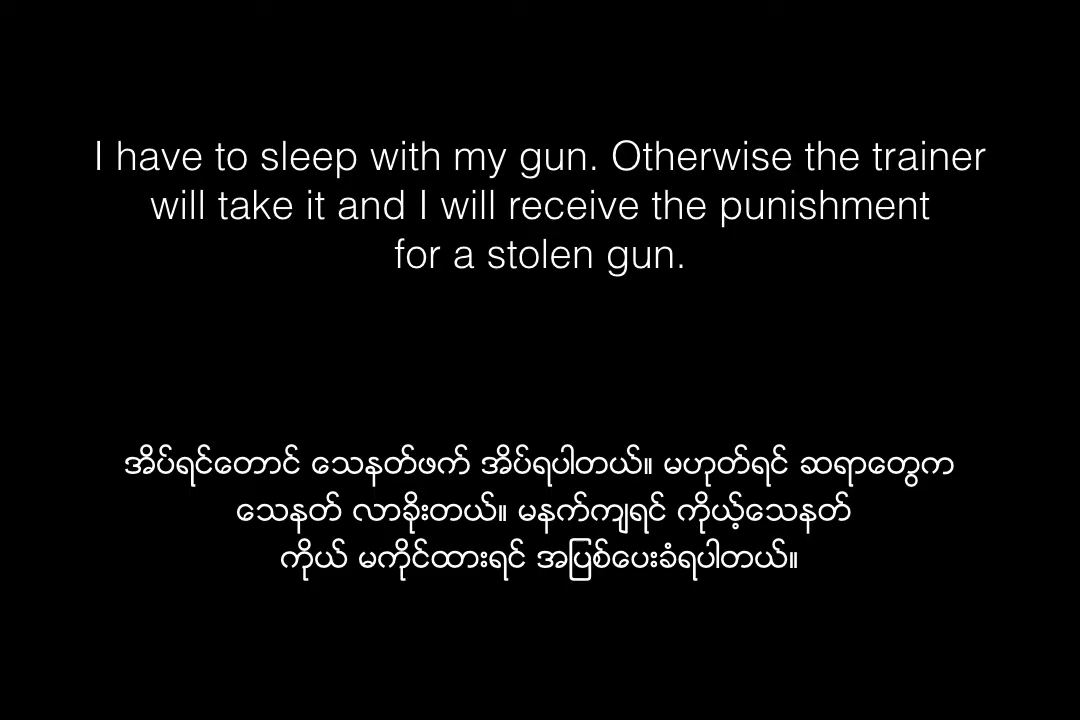 I have to sleep with my gun. Otherwise the trainer
will take it and I will receive the punishment
for a stolen gun.
အိပ်ရင်တောင် သေနတ်ဖက် အိပ်ရပါတယ်။ မဟုတ်ရင် ဆရာတွေက
သေနတ် လာခိုးတယ်။ မနက်ကျရင် ကိုယ့်သေနတ်
ကိုယ် မကိုင်ထားရင် အပြစ်ပေးခံရပါတယ်။